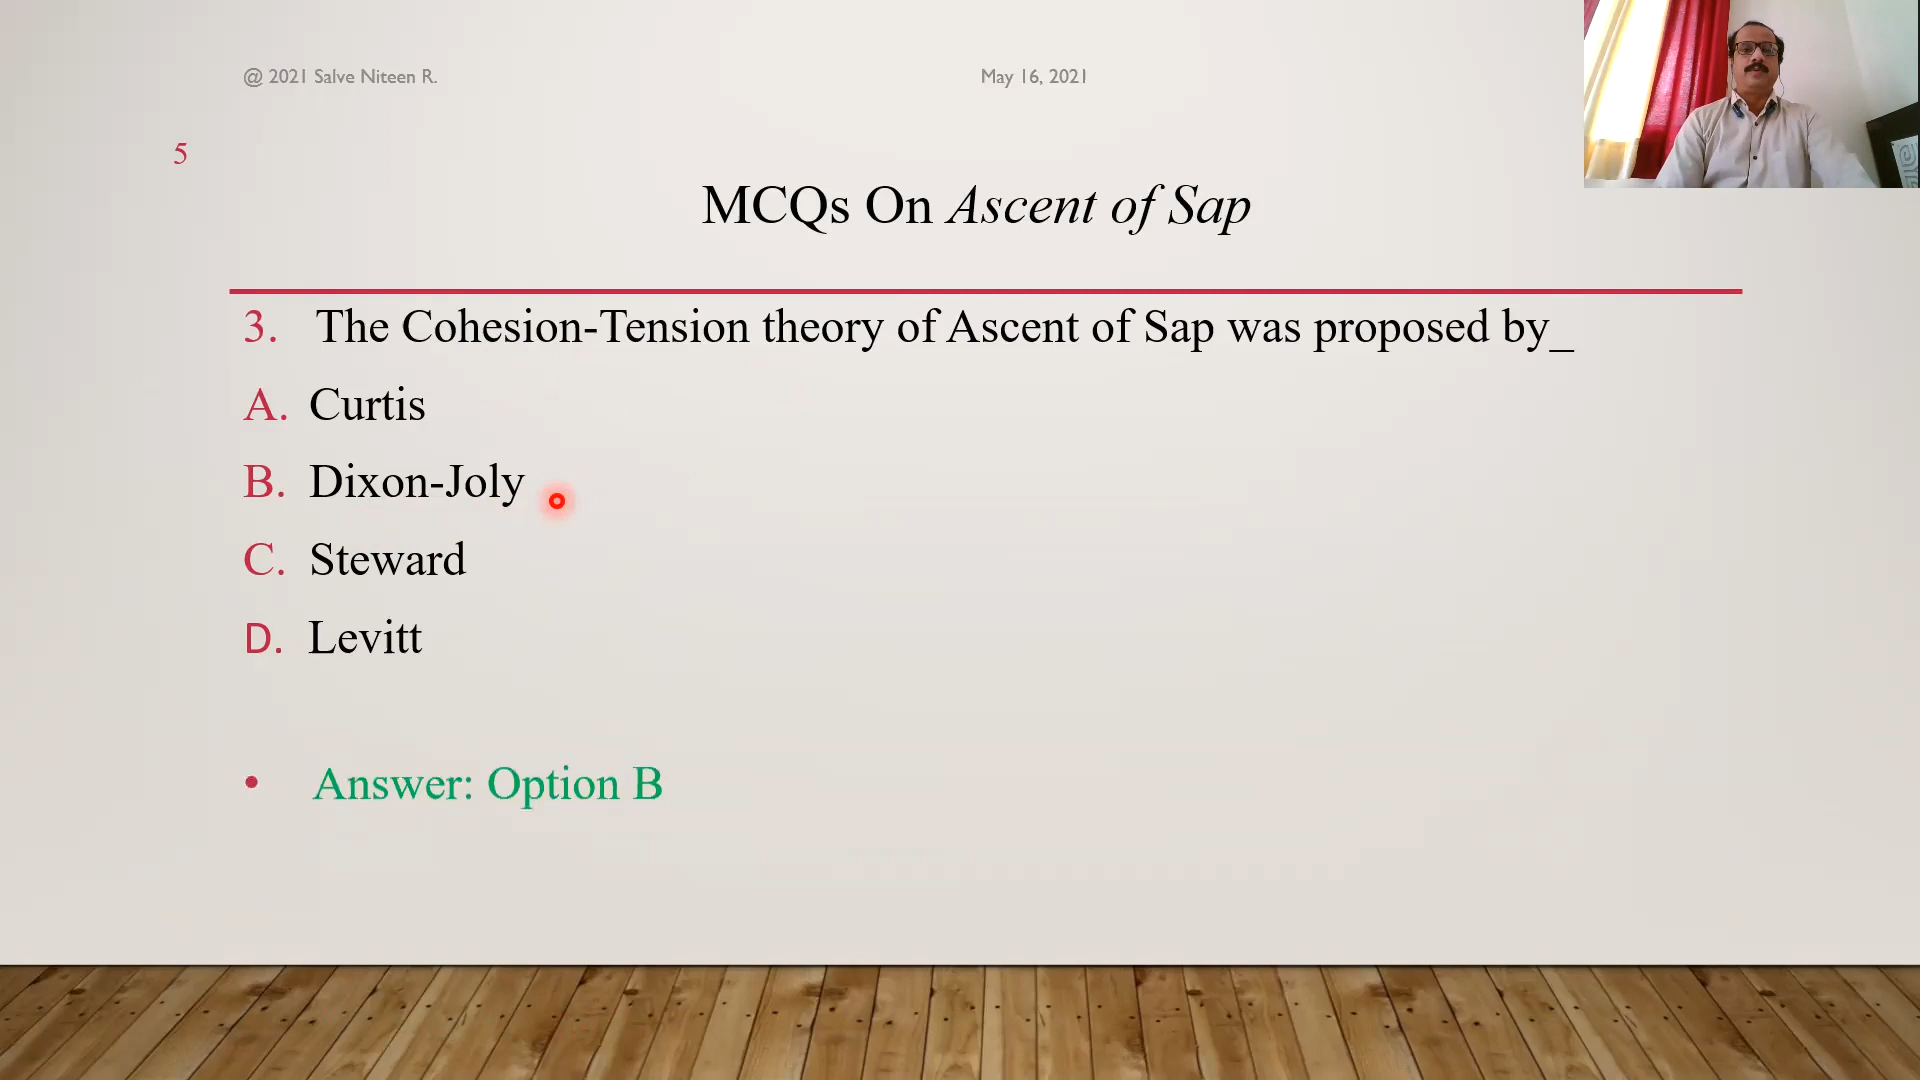 @ 2021 Salve Niteen R.
May 16, 2021
5
MCQs On Ascent of Sap
3. The Cohesion-Tension theory of Ascent of Sap was proposed by_
A. Curtis
B. Dixon-Joly
C. Steward
D. Levitt
• Answer: Option B